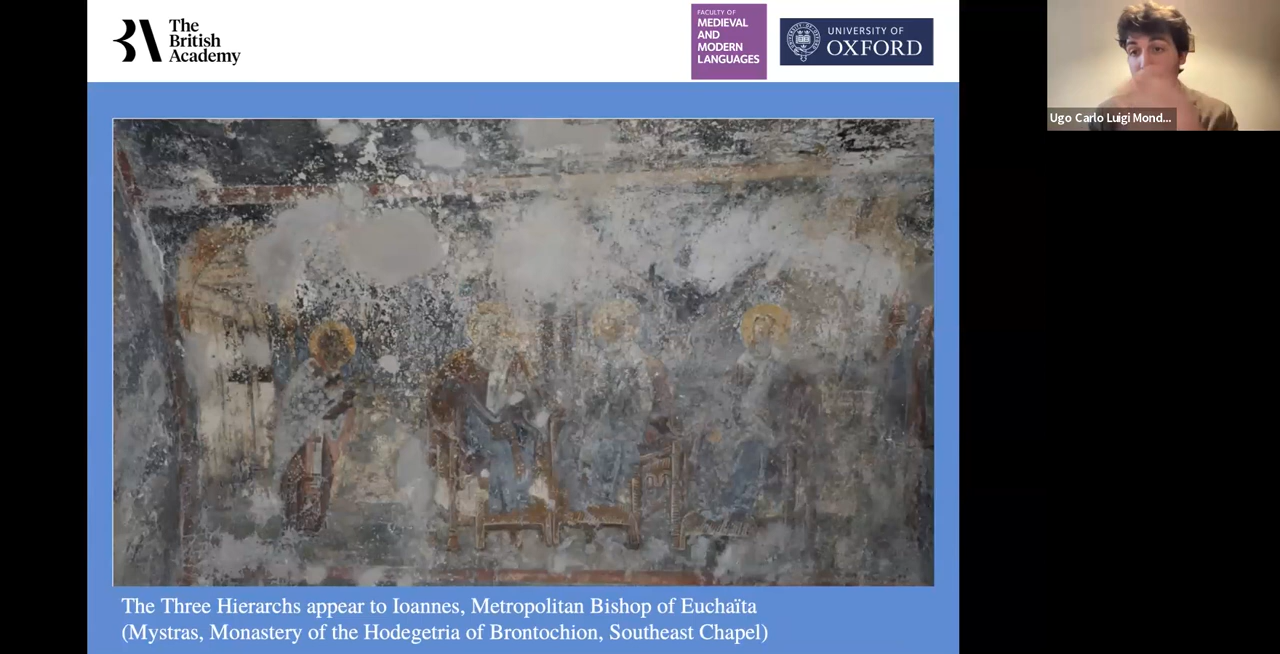 The
British
Academy
FACULTY OF
MEDIEVAL
AND
MODERN
LANGUAGES
UNIVERSITY OF
OXFORD
Ugo Carlo Luigi Mond...
The Three Hierarchs appear to Ioannes, Metropolitan Bishop of Euchaïta
(Mystras, Monastery of the Hodegetria of Brontochion, Southeast Chapel)